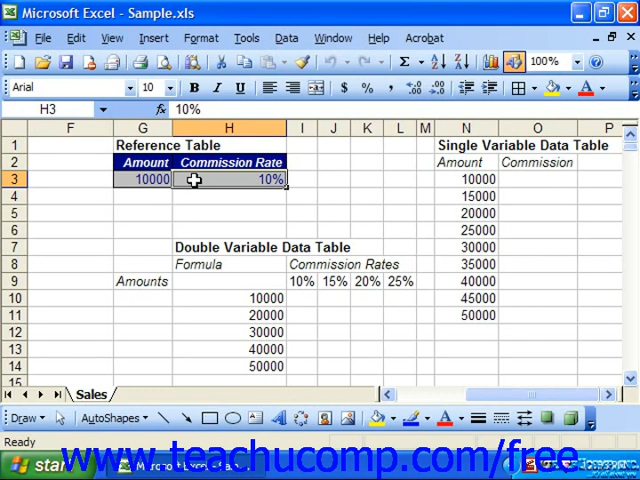 Microsoft Excel - Sample.xls
File Edit View Insert Format Tools Data Window Help Acrobat
100%
Arial 10 B I U $ % ,
H3 fx 10%
F G H I J K L M N O P
1 Reference Table Single Variable Data Table
2 Amount Commission Rate Amount Commission
3 10000 10% 10000
4 15000
5 20000
6 25000
7 Double Variable Data Table 30000
8 Formula Commission Rates 35000
9 Amounts 10% 15% 20% 25% 40000
10 10000 45000
11 20000 50000
12 30000
13 40000
14 50000
15
Sales
Draw AutoShapes
Ready
start Microsoft Excel - Sam
www.teachucomp.com/free